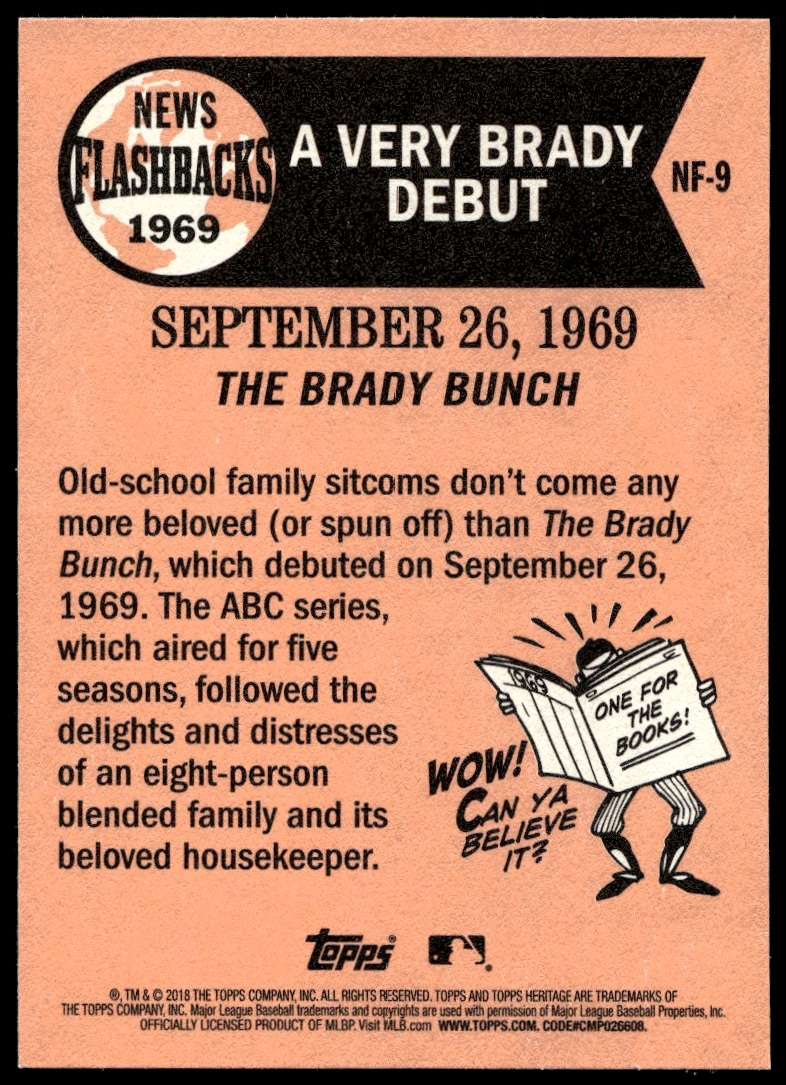 NEWS
FLASHBACKS
1969
A VERY BRADY
DEBUT
NF-9
SEPTEMBER 26, 1969
THE BRADY BUNCH
Old-school family sitcoms don't come any
more beloved (or spun off) than The Brady
Bunch, which debuted on September 26,
1969. The ABC series,
which aired for five
seasons, followed the
delights and distresses
of an eight-person
blended family and its
beloved housekeeper.
1969
ONE FOR
THE
BOOKS!
WOW!
CAN YA
BELIEVE
IT?
topps
®, TM & © 2018 THE TOPPS COMPANY, INC. ALL RIGHTS RESERVED. TOPPS AND TOPPS HERITAGE ARE TRADEMARKS OF
THE TOPPS COMPANY, INC. Major League Baseball trademarks and copyrights are used with permission of Major League Baseball Properties, Inc.
OFFICIALLY LICENSED PRODUCT OF MLBP. Visit MLB.com WWW.TOPPS.COM. CODE#CMP026608.